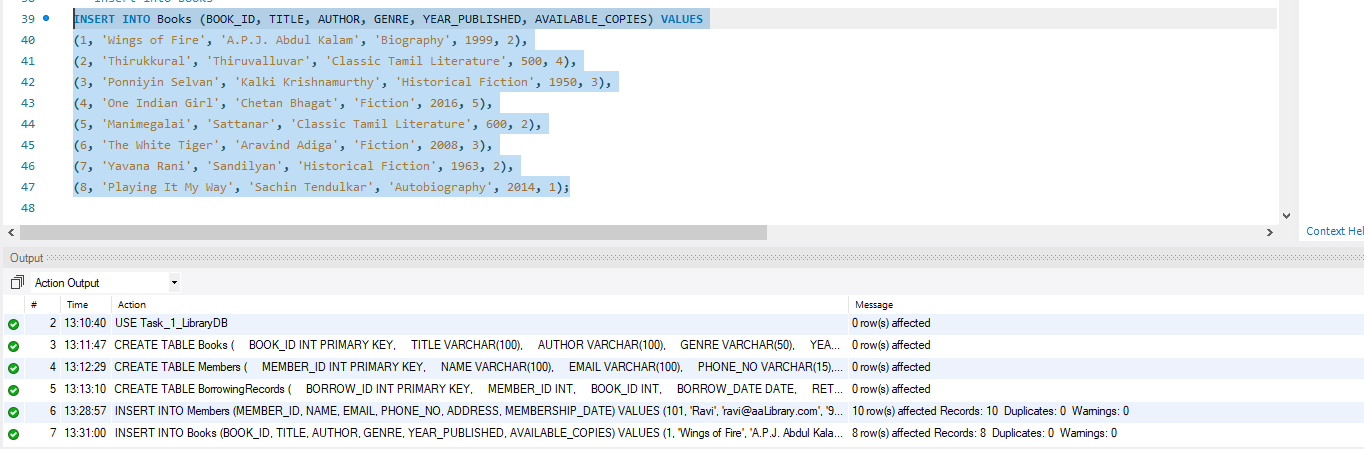 39 INSERT INTO Books (BOOK_ID, TITLE, AUTHOR, GENRE, YEAR_PUBLISHED, AVAILABLE_COPIES) VALUES
40 (1, 'Wings of Fire', 'A.P.J. Abdul Kalam', 'Biography', 1999, 2),
41 (2, 'Thirukkural', 'Thiruvalluvar', 'Classic Tamil Literature', 500, 4),
42 (3, 'Ponniyin Selvan', 'Kalki Krishnamurthy', 'Historical Fiction', 1950, 3),
43 (4, 'One Indian Girl', 'Chetan Bhagat', 'Fiction', 2016, 5),
44 (5, 'Manimegalai', 'Sattanar', 'Classic Tamil Literature', 600, 2),
45 (6, 'The White Tiger', 'Aravind Adiga', 'Fiction', 2008, 3),
46 (7, 'Yavana Rani', 'Sandilyan', 'Historical Fiction', 1963, 2),
47 (8, 'Playing It My Way', 'Sachin Tendulkar', 'Autobiography', 2014, 1);
48
Context Hel
Output
Action Output
# Time Action Message
2 13:10:40 USE Task_1_LibraryDB 0 row(s) affected
3 13:11:47 CREATE TABLE Books ( BOOK_ID INT PRIMARY KEY, TITLE VARCHAR(100), AUTHOR VARCHAR(100), GENRE VARCHAR(50), YEA... 0 row(s) affected
4 13:12:29 CREATE TABLE Members ( MEMBER_ID INT PRIMARY KEY, NAME VARCHAR(100), EMAIL VARCHAR(100), PHONE_NO VARCHAR(15),... 0 row(s) affected
5 13:13:10 CREATE TABLE BorrowingRecords ( BORROW_ID INT PRIMARY KEY, MEMBER_ID INT, BOOK_ID INT, BORROW_DATE DATE, RET... 0 row(s) affected
6 13:28:57 INSERT INTO Members (MEMBER_ID, NAME, EMAIL, PHONE_NO, ADDRESS, MEMBERSHIP_DATE) VALUES (101, 'Ravi', 'ravi@aaLibrary.com', '9... 10 row(s) affected Records: 10 Duplicates: 0 Warnings: 0
7 13:31:00 INSERT INTO Books (BOOK_ID, TITLE, AUTHOR, GENRE, YEAR_PUBLISHED, AVAILABLE_COPIES) VALUES (1, 'Wings of Fire', 'A.P.J. Abdul Kala... 8 row(s) affected Records: 8 Duplicates: 0 Warnings: 0